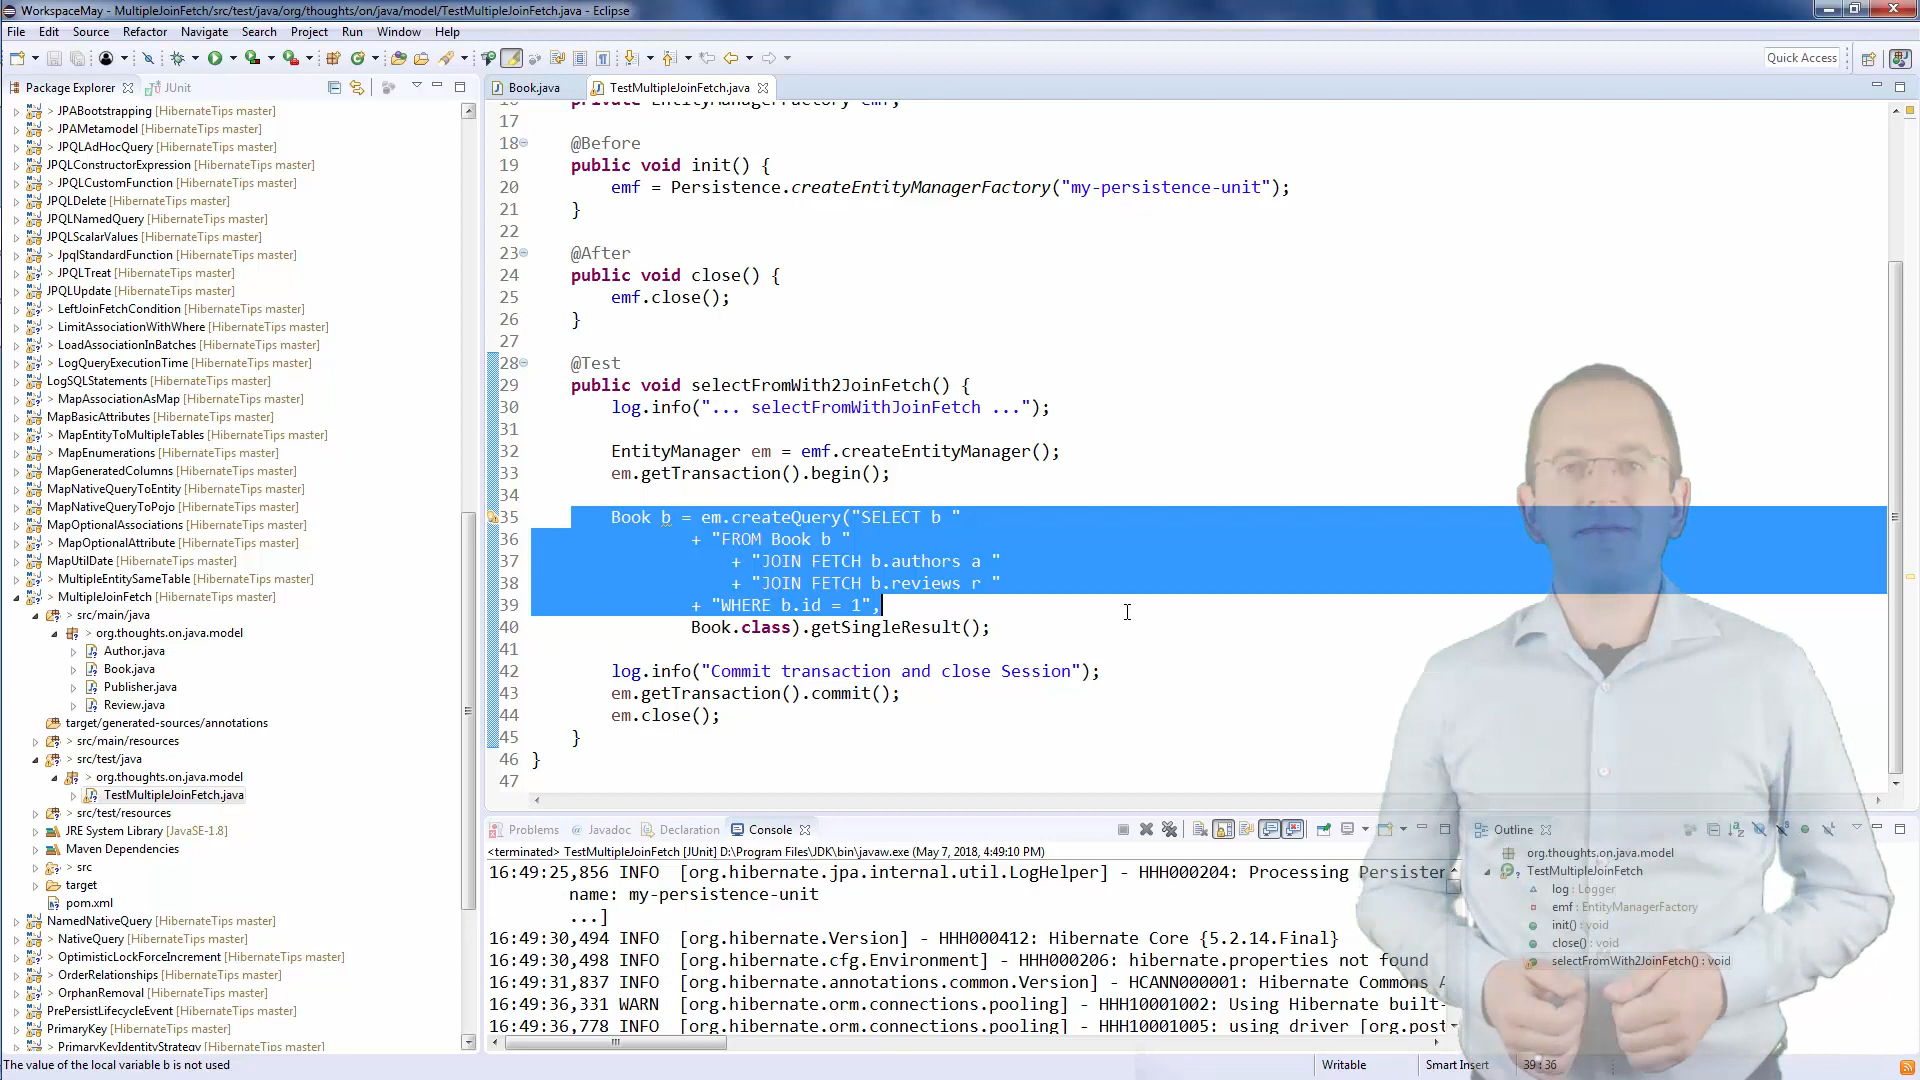 WorkspaceMay - MultipleJoinFetch/src/test/java/org/thoughts/on/java/model/TestMultipleJoinFetch.java - Eclipse
File Edit Source Refactor Navigate Search Project Run Window Help
Quick Access
Package Explorer JUnit
> JPABootstrapping [HibernateTips master]
> JPAMetamodel [HibernateTips master]
> JPQLAdHocQuery [HibernateTips master]
JPQLConstructorExpression [HibernateTips master]
> JPQLCustomFunction [HibernateTips master]
JPQLDelete [HibernateTips master]
JPQLNamedQuery [HibernateTips master]
JPQLScalarValues [HibernateTips master]
> JpqlStandardFunction [HibernateTips master]
> JPQLTreat [HibernateTips master]
JPQLUpdate [HibernateTips master]
> LeftJoinFetchCondition [HibernateTips master]
> LimitAssociationWithWhere [HibernateTips master]
> LoadAssociationInBatches [HibernateTips master]
> LogQueryExecutionTime [HibernateTips master]
LogSQLStatements [HibernateTips master]
> MapAssociationAsMap [HibernateTips master]
MapBasicAttributes [HibernateTips master]
> MapEntityToMultipleTables [HibernateTips master]
> MapEnumerations [HibernateTips master]
MapGeneratedColumns [HibernateTips master]
MapNativeQueryToEntity [HibernateTips master]
MapNativeQueryToPojo [HibernateTips master]
MapOptionalAssociations [HibernateTips master]
> MapOptionalAttribute [HibernateTips master]
MapUtilDate [HibernateTips master]
> MultipleEntitySameTable [HibernateTips master]
> MultipleJoinFetch [HibernateTips master]
> src/main/java
> org.thoughts.on.java.model
> Author.java
> Book.java
> Publisher.java
> Review.java
target/generated-sources/annotations
> src/main/resources
> src/test/java
> org.thoughts.on.java.model
> TestMultipleJoinFetch.java
> src/test/resources
JRE System Library [JavaSE-1.8]
Maven Dependencies
> src
> target
> pom.xml
NamedNativeQuery [HibernateTips master]
> NativeQuery [HibernateTips master]
> OptimisticLockForceIncrement [HibernateTips master]
> OrderRelationships [HibernateTips master]
> OrphanRemoval [HibernateTips master]
PrePersistLifecycleEvent [HibernateTips master]
PrimaryKey [HibernateTips master]
> PrimaryKeyIdentityStrategy [HibernateTips master]
Book.java TestMultipleJoinFetch.java
16 private EntityManagerFactory emf;
17
18 @Before
19 public void init() {
20 emf = Persistence.createEntityManagerFactory("my-persistence-unit");
21 }
22
23 @After
24 public void close() {
25 emf.close();
26 }
27
28 @Test
29 public void selectFromWith2JoinFetch() {
30 log.info("... selectFromWithJoinFetch ...");
31
32 EntityManager em = emf.createEntityManager();
33 em.getTransaction().begin();
34
35 Book b = em.createQuery("SELECT b "
36 + "FROM Book b "
37 + "JOIN FETCH b.authors a "
38 + "JOIN FETCH b.reviews r "
39 + "WHERE b.id = 1",
40 Book.class).getSingleResult();
41
42 log.info("Commit transaction and close Session");
43 em.getTransaction().commit();
44 em.close();
45 }
46 }
47
Problems Javadoc Declaration Console
<terminated> TestMultipleJoinFetch [JUnit] D:\Program Files\JDK\bin\javaw.exe (May 7, 2018, 4:49:10 PM)
16:49:25,856 INFO [org.hibernate.jpa.internal.util.LogHelper] - HHH000204: Processing Persister
name: my-persistence-unit
...]
16:49:30,494 INFO [org.hibernate.Version] - HHH000412: Hibernate Core {5.2.14.Final}
16:49:30,498 INFO [org.hibernate.cfg.Environment] - HHH000206: hibernate.properties not found
16:49:31,837 INFO [org.hibernate.annotations.common.Version] - HCANN000001: Hibernate Commons A
16:49:36,331 WARN [org.hibernate.orm.connections.pooling] - HHH10001002: Using Hibernate built-
16:49:36,778 INFO [org.hibernate.orm.connections.pooling] - HHH10001005: using driver [org.post
Outline
org.thoughts.on.java.model
TestMultipleJoinFetch
log : Logger
emf : EntityManagerFactory
init() : void
close() : void
selectFromWith2JoinFetch() : void
The value of the local variable b is not used
Writable Smart Insert 39 : 36